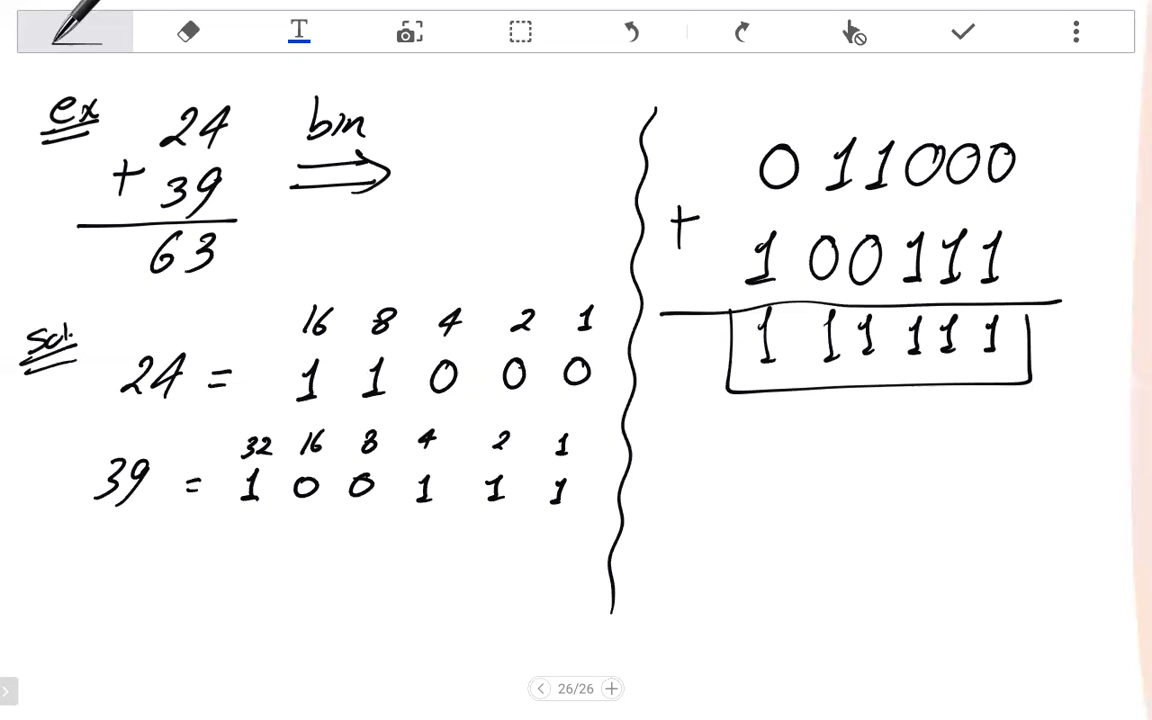 T
ex
24
+ 39
63
bin
sol.
16 8 4 2 1
24 = 1 1 0 0 0
32 16 8 4 2 1
39 = 1 0 0 1 1 1
0 1 1 0 0 0
+
1 0 0 1 1 1
1 1 1 1 1 1
26/26